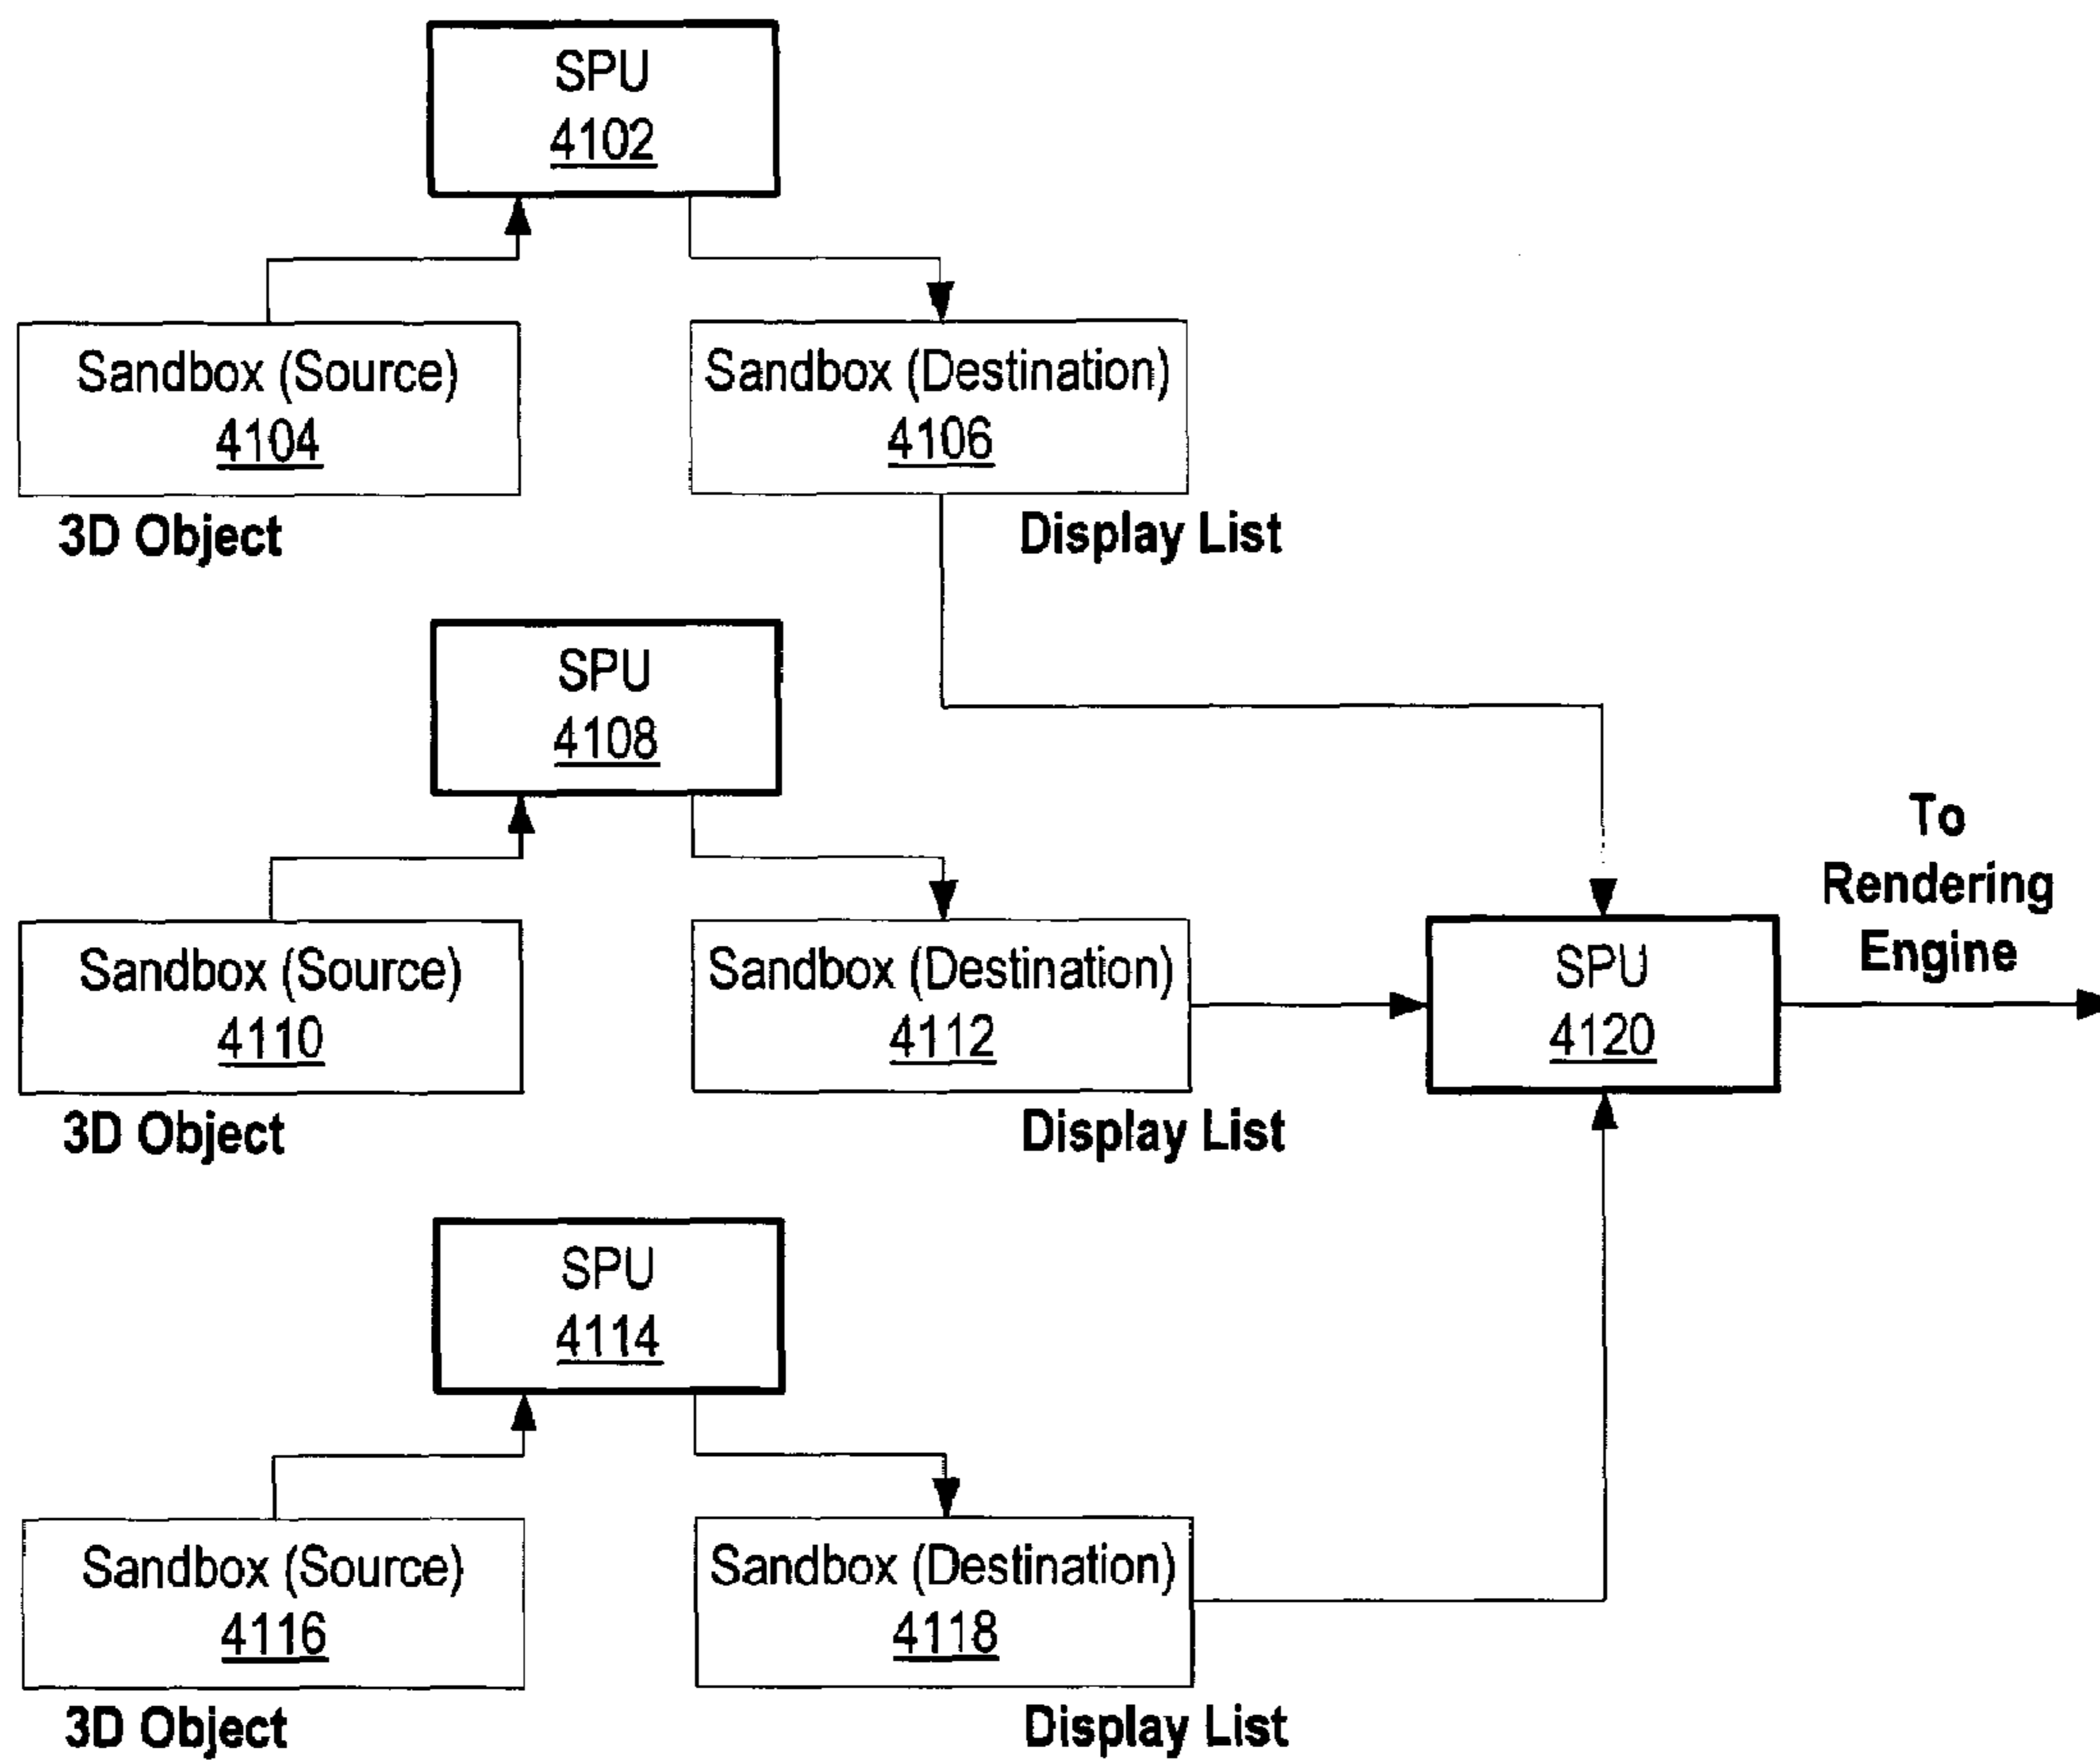 SPU
4102
Sandbox (Source)
4104
3D Object
Sandbox (Destination)
4106
Display List
SPU
4108
Sandbox (Source)
4110
3D Object
Sandbox (Destination)
4112
Display List
SPU
4120
To
Rendering
Engine
SPU
4114
Sandbox (Source)
4116
3D Object
Sandbox (Destination)
4118
Display List